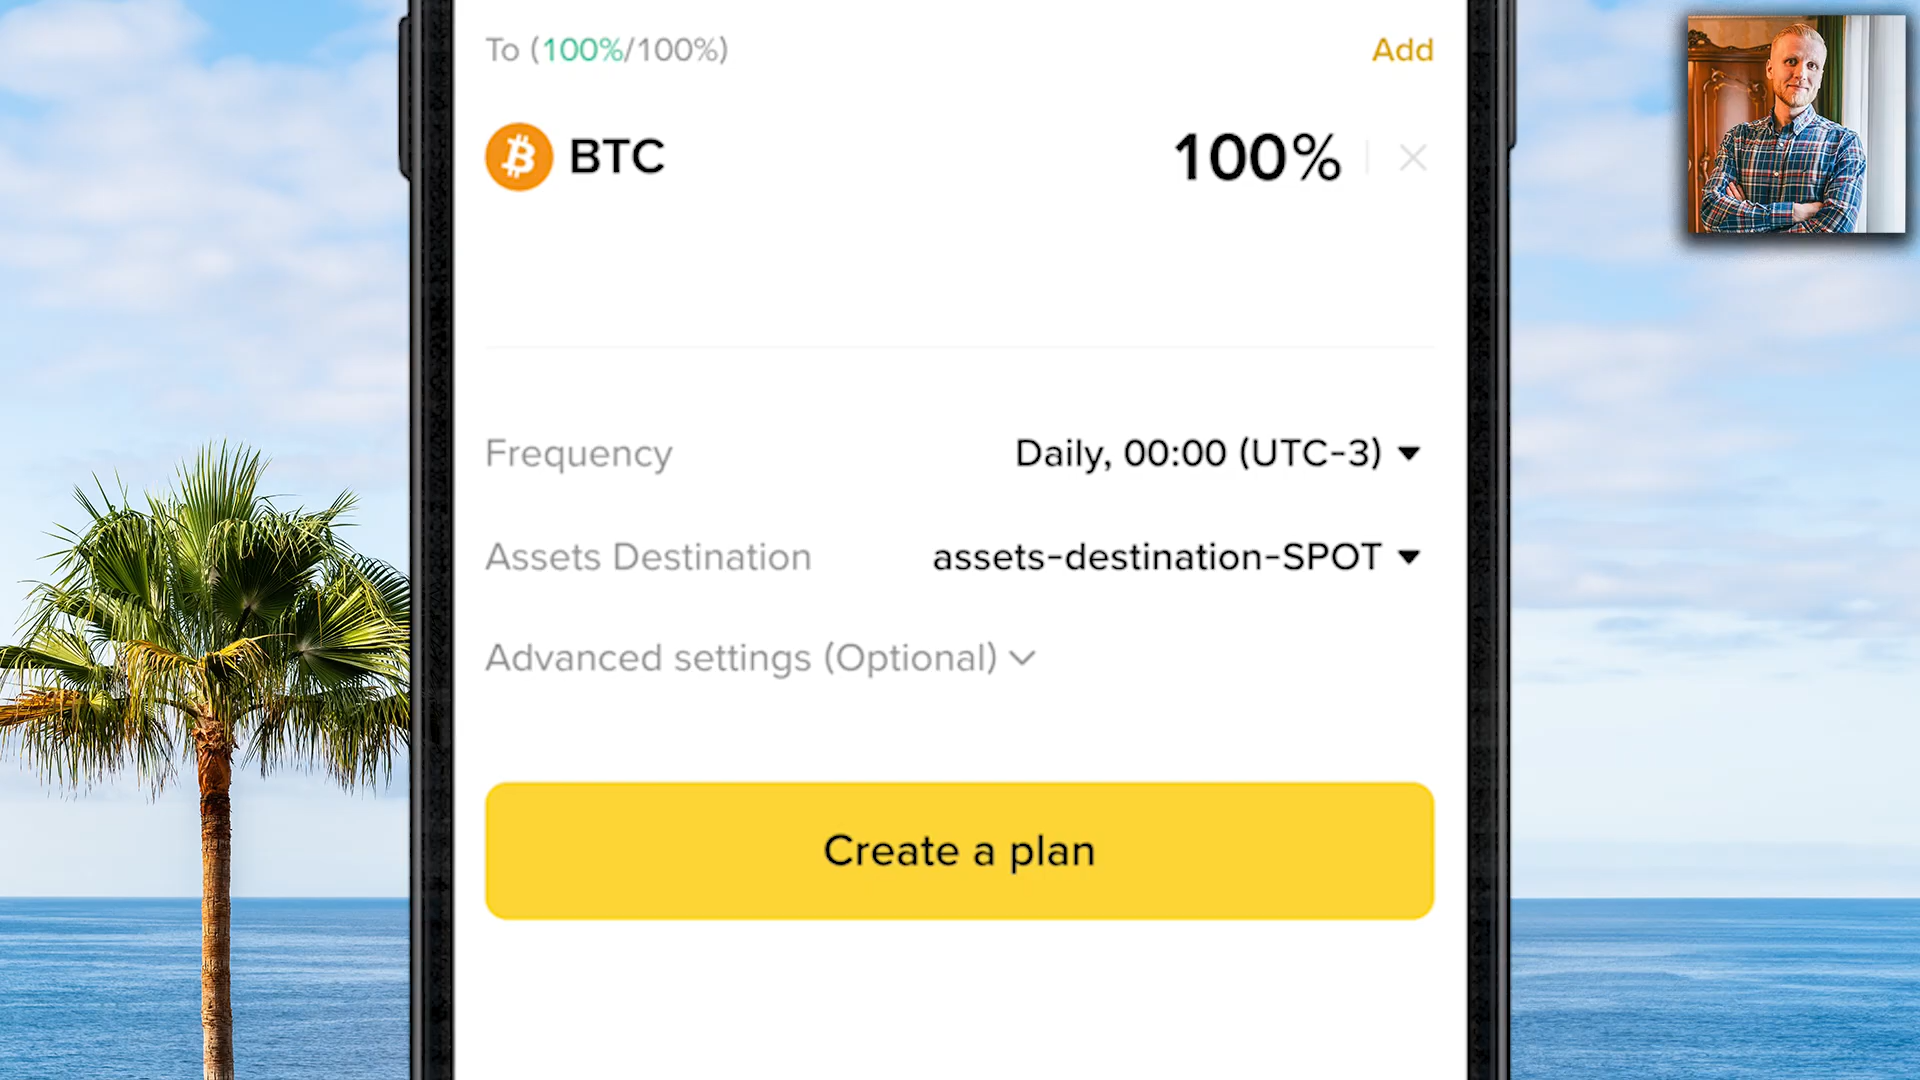 To (100%/100%) Add
BTC 100%
Frequency Daily, 00:00 (UTC-3)
Assets Destination assets-destination-SPOT
Advanced settings (Optional)
Create a plan